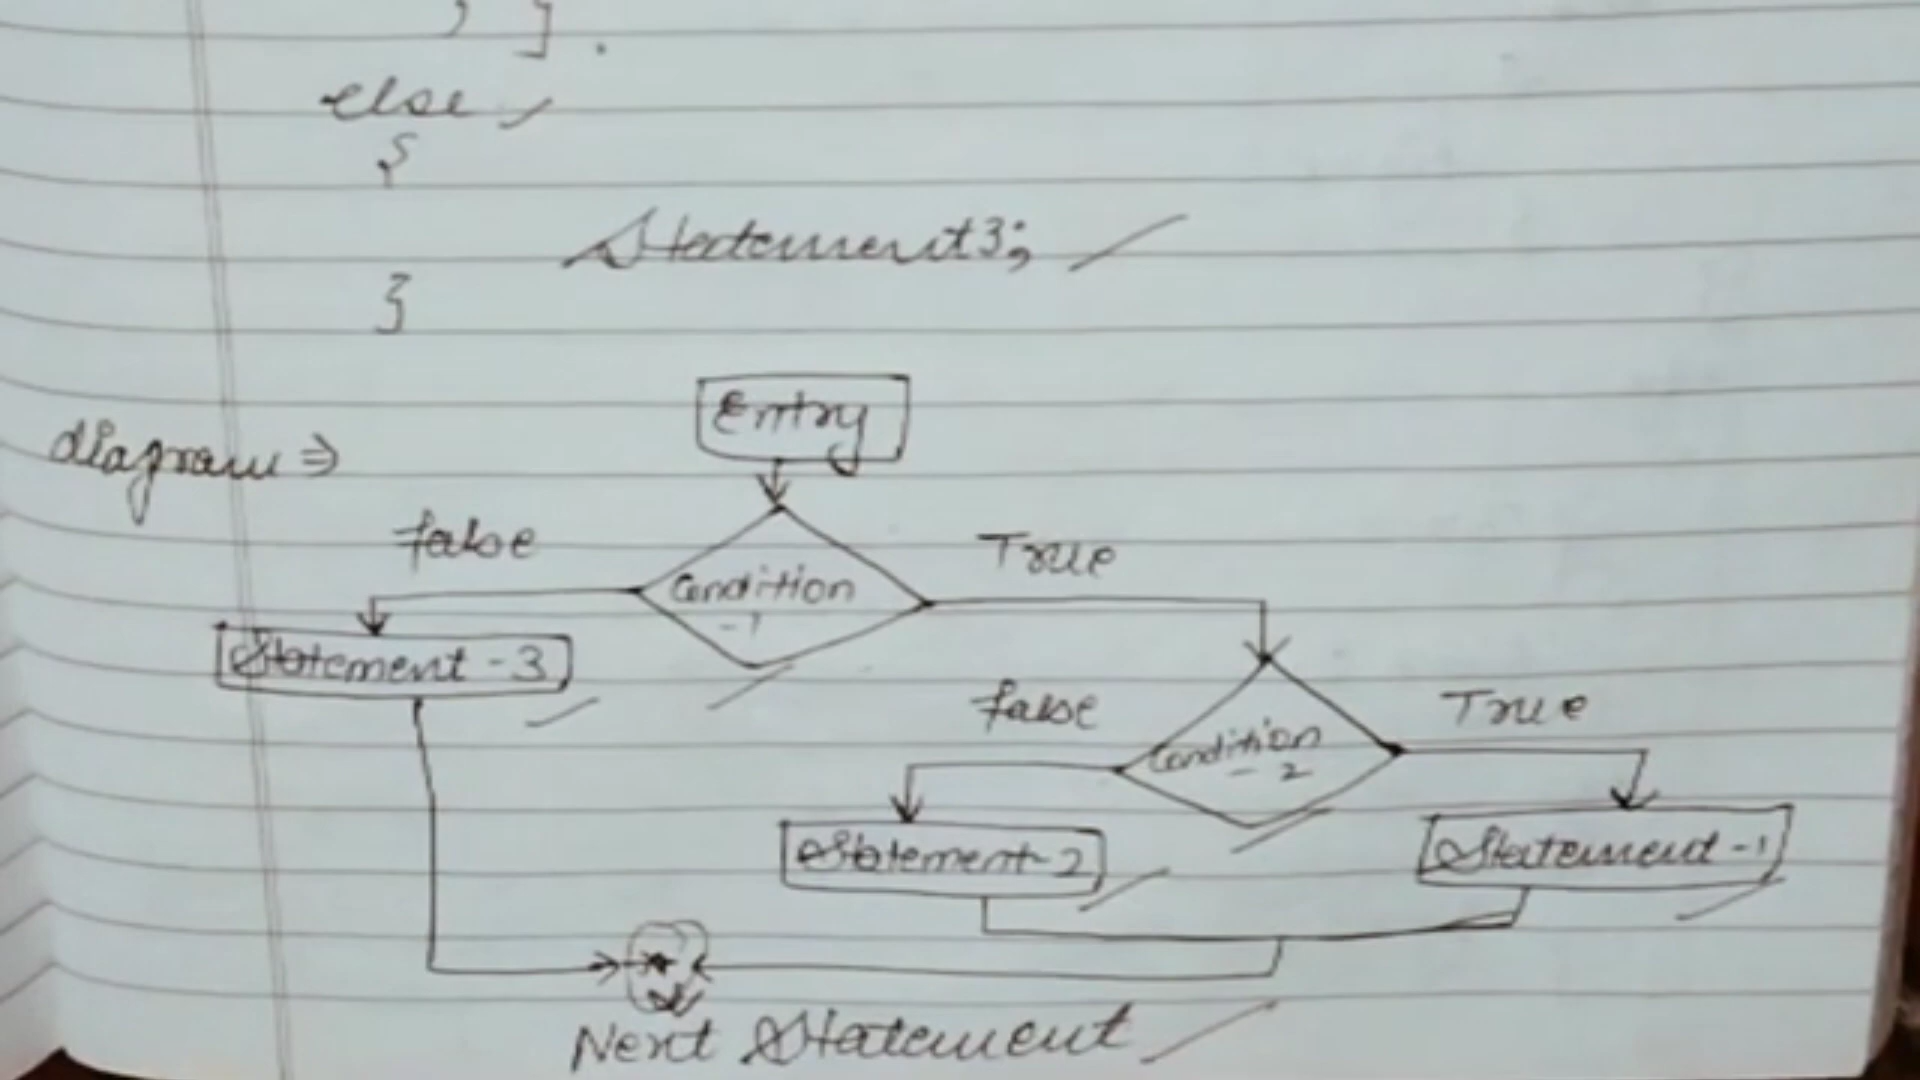 }.
else
{
Statement3;
}
Entry
diagram ⇒
false
True
Condition
-1
Statement-3
false
True
Condition
-2
Statement-2
Statement-1
Next Statement